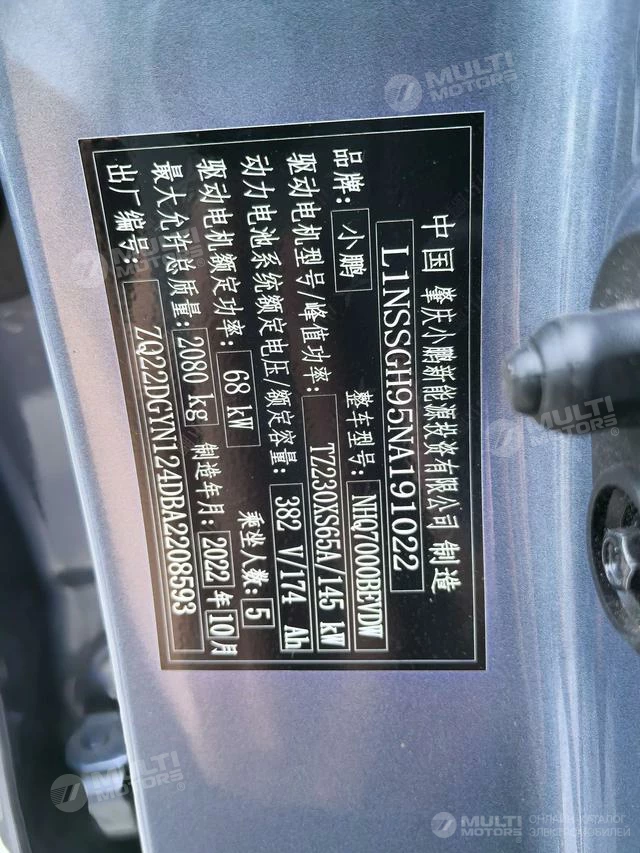 中国 肇庆小鹏新能源投资有限公司 制造
L1NSSGH95NA191022
品牌: 小鹏 整车型号: NHQ7000BEVDW
驱动电机型号/峰值功率: TZ230XS65A/145 kW
动力电池系统额定电压/额定容量: 382 V/174 Ah
驱动电机额定功率: 68 kW 乘坐人数: 5
最大允许总质量: 2080 kg 制造年月: 2022年10月
出厂编号: ZQ22DGYN124DBA2208593
MULTI MOTORS
MULTI MOTORS
MULTI MOTORS
ОНЛАЙН-КАТАЛОГ ЭЛЕКТРОМОБИЛЕЙ